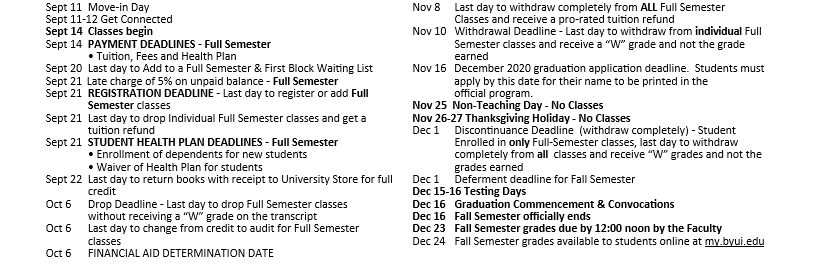 Sept 11 Move-in Day
Sept 11-12 Get Connected
Sept 14 Classes begin
Sept 14 PAYMENT DEADLINES - Full Semester
• Tuition, Fees and Health Plan
Sept 20 Last day to Add to a Full Semester & First Block Waiting List
Sept 21 Late charge of 5% on unpaid balance - Full Semester
Sept 21 REGISTRATION DEADLINE - Last day to register or add Full
Semester classes
Sept 21 Last day to drop Individual Full Semester classes and get a
tuition refund
Sept 21 STUDENT HEALTH PLAN DEADLINES - Full Semester
• Enrollment of dependents for new students
• Waiver of Health Plan for students
Sept 22 Last day to return books with receipt to University Store for full
credit
Oct 6 Drop Deadline - Last day to drop Full Semester classes
without receiving a “W” grade on the transcript
Oct 6 Last day to change from credit to audit for Full Semester
classes
Oct 6 FINANCIAL AID DETERMINATION DATE
Nov 8 Last day to withdraw completely from ALL Full Semester
Classes and receive a pro-rated tuition refund
Nov 10 Withdrawal Deadline - Last day to withdraw from individual Full
Semester classes and receive a “W” grade and not the grade
earned
Nov 16 December 2020 graduation application deadline. Students must
apply by this date for their name to be printed in the
official program.
Nov 25 Non-Teaching Day - No Classes
Nov 26-27 Thanksgiving Holiday - No Classes
Dec 1 Discontinuance Deadline (withdraw completely) - Student
Enrolled in only Full-Semester classes, last day to withdraw
completely from all classes and receive “W” grades and not the
grades earned
Dec 1 Deferment deadline for Fall Semester
Dec 15-16 Testing Days
Dec 16 Graduation Commencement & Convocations
Dec 16 Fall Semester officially ends
Dec 23 Fall Semester grades due by 12:00 noon by the Faculty
Dec 24 Fall Semester grades available to students online at my.byui.edu